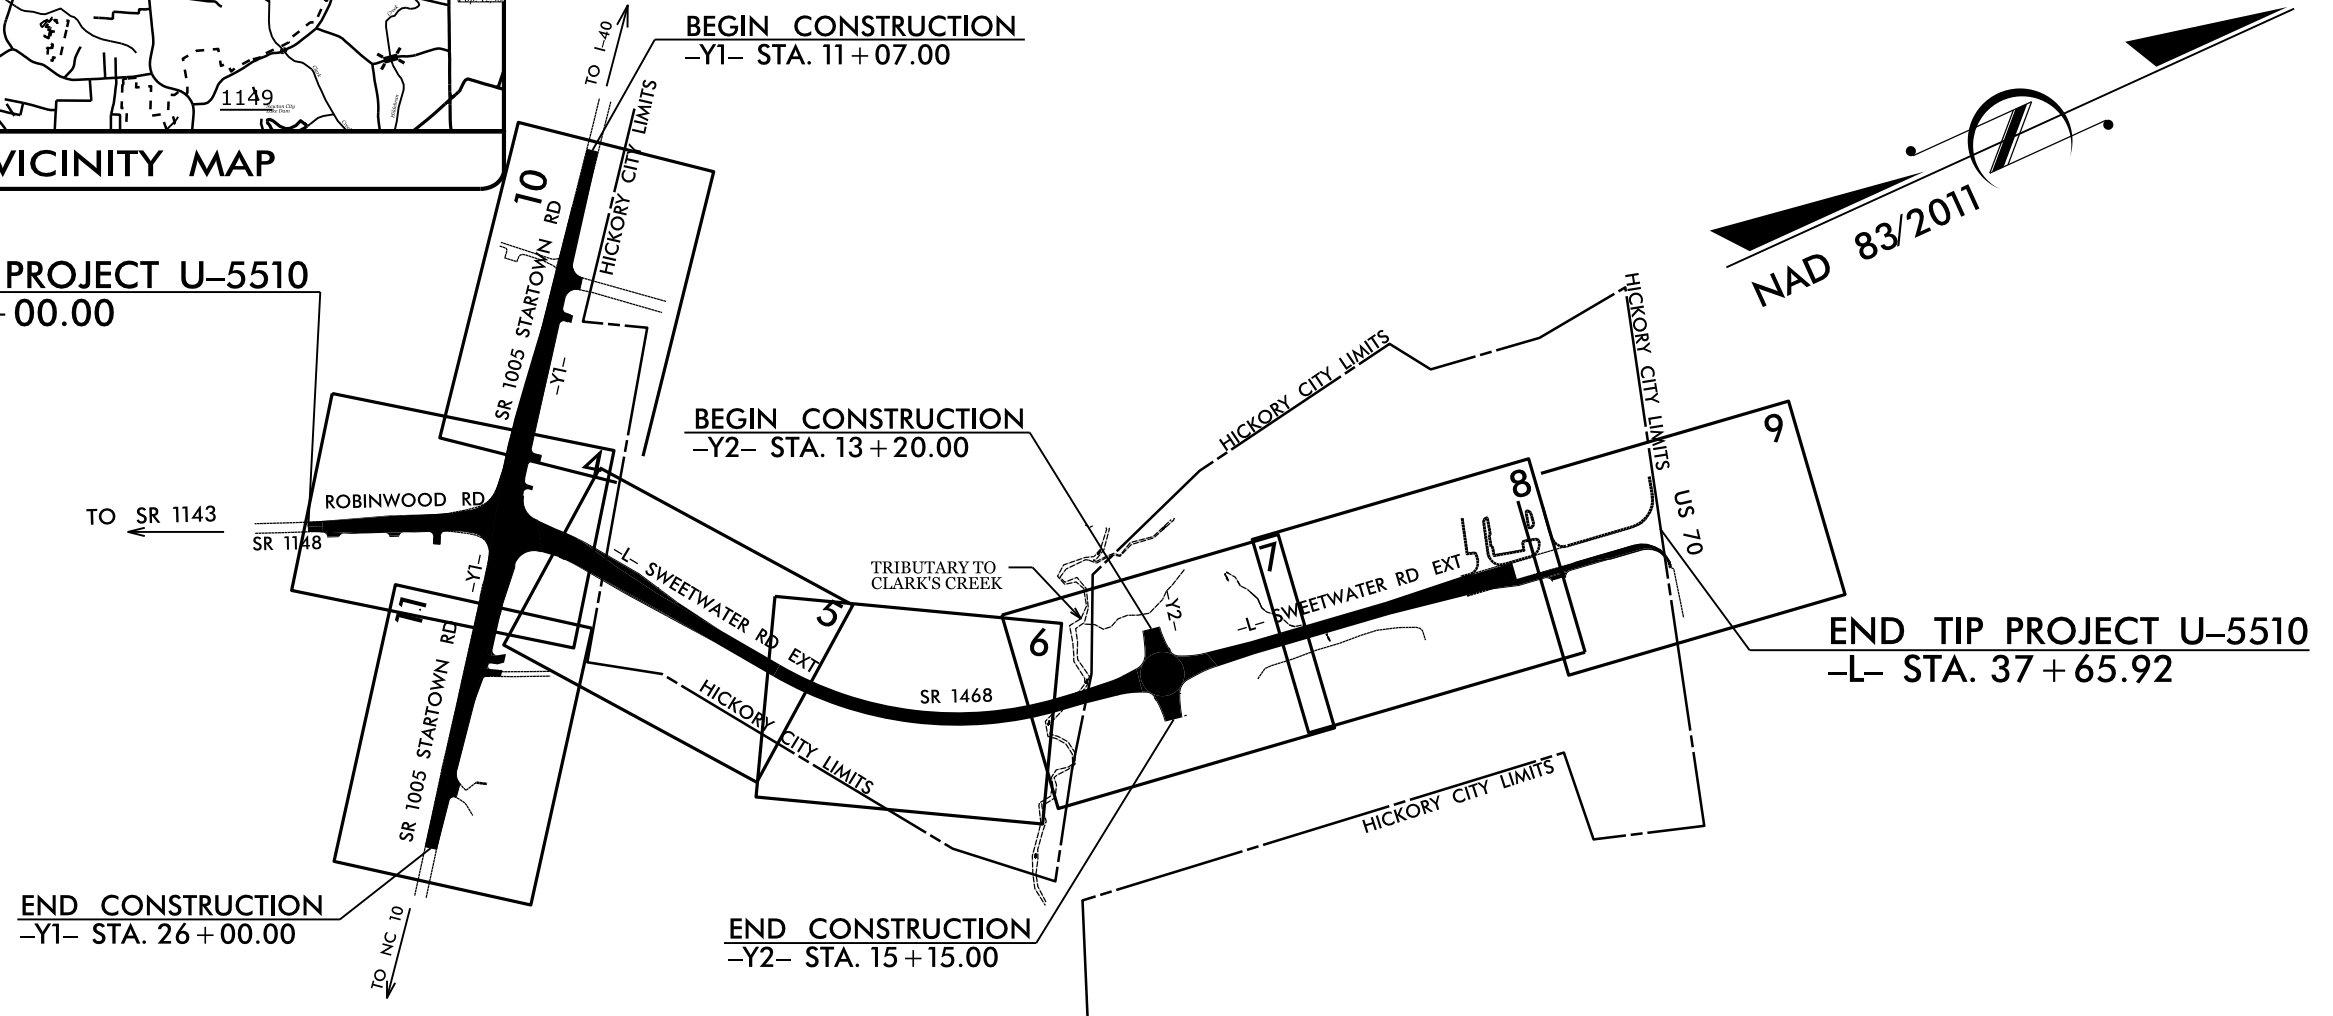 1149
VICINITY MAP
TO I-40
BEGIN CONSTRUCTION
–Y1– STA. 11+07.00
HICKORY CITY LIMITS
NAD 83/2011
PROJECT U–5510
00.00
10
SR 1005 STARTOWN RD
–Y1–
HICKORY CITY LIMITS
BEGIN CONSTRUCTION
–Y2– STA. 13+20.00
HICKORY CITY LIMITS
9
8
US 70
4
ROBINWOOD RD
TO SR 1143
SR 1148
–L– SWEETWATER RD EXT
TRIBUTARY TO
CLARK'S CREEK
7
–L– SWEETWATER RD EXT
–Y2–
–Y1–
11
5
6
SR 1468
END TIP PROJECT U–5510
–L– STA. 37+65.92
HICKORY CITY LIMITS
SR 1005 STARTOWN RD
HICKORY CITY LIMITS
END CONSTRUCTION
–Y1– STA. 26+00.00
TO NC 10
END CONSTRUCTION
–Y2– STA. 15+15.00